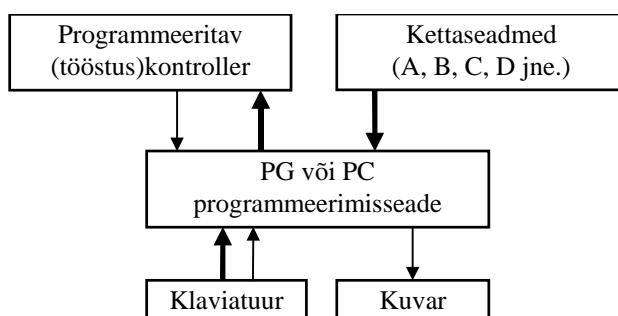 Programmeeritav
(tööstus)kontroller
Kettaseadmed
(A, B, C, D jne.)
PG või PC
programmeerimisseade
Klaviatuur
Kuvar